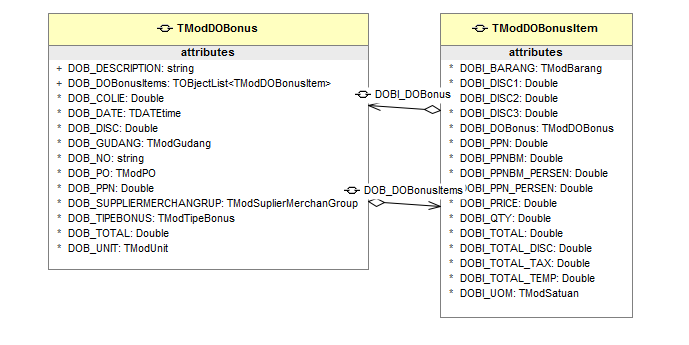 TModDOBonus
attributes
+ DOB_DESCRIPTION: string
+ DOB_DOBonusItems: TOBjectList<TModDOBonusItem>
* DOB_COLIE: Double
* DOB_DATE: TDATEtime
* DOB_DISC: Double
* DOB_GUDANG: TModGudang
* DOB_NO: string
* DOB_PO: TModPO
* DOB_PPN: Double
* DOB_SUPPLIERMERCHANGRUP: TModSuplierMerchanGroup
* DOB_TIPEBONUS: TModTipeBonus
* DOB_TOTAL: Double
* DOB_UNIT: TModUnit
DOBI_DOBonus
DOB_DOBonusItems
TModDOBonusItem
attributes
* DOBI_BARANG: TModBarang
* DOBI_DISC1: Double
* DOBI_DISC2: Double
* DOBI_DISC3: Double
* DOBI_DOBonus: TModDOBonus
* DOBI_PPN: Double
* DOBI_PPNBM: Double
* DOBI_PPNBM_PERSEN: Double
DOBI_PPN_PERSEN: Double
* DOBI_PRICE: Double
* DOBI_QTY: Double
* DOBI_TOTAL: Double
* DOBI_TOTAL_DISC: Double
* DOBI_TOTAL_TAX: Double
* DOBI_TOTAL_TEMP: Double
* DOBI_UOM: TModSatuan